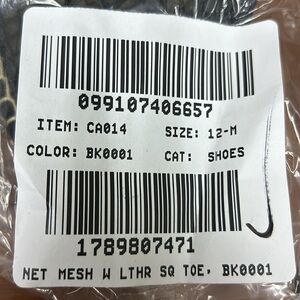 099107406657
ITEM: CA014 SIZE: 12-M
COLOR: BK0001 CAT: SHOES
1789807471
NET MESH W LTHR SQ TOE, BK0001